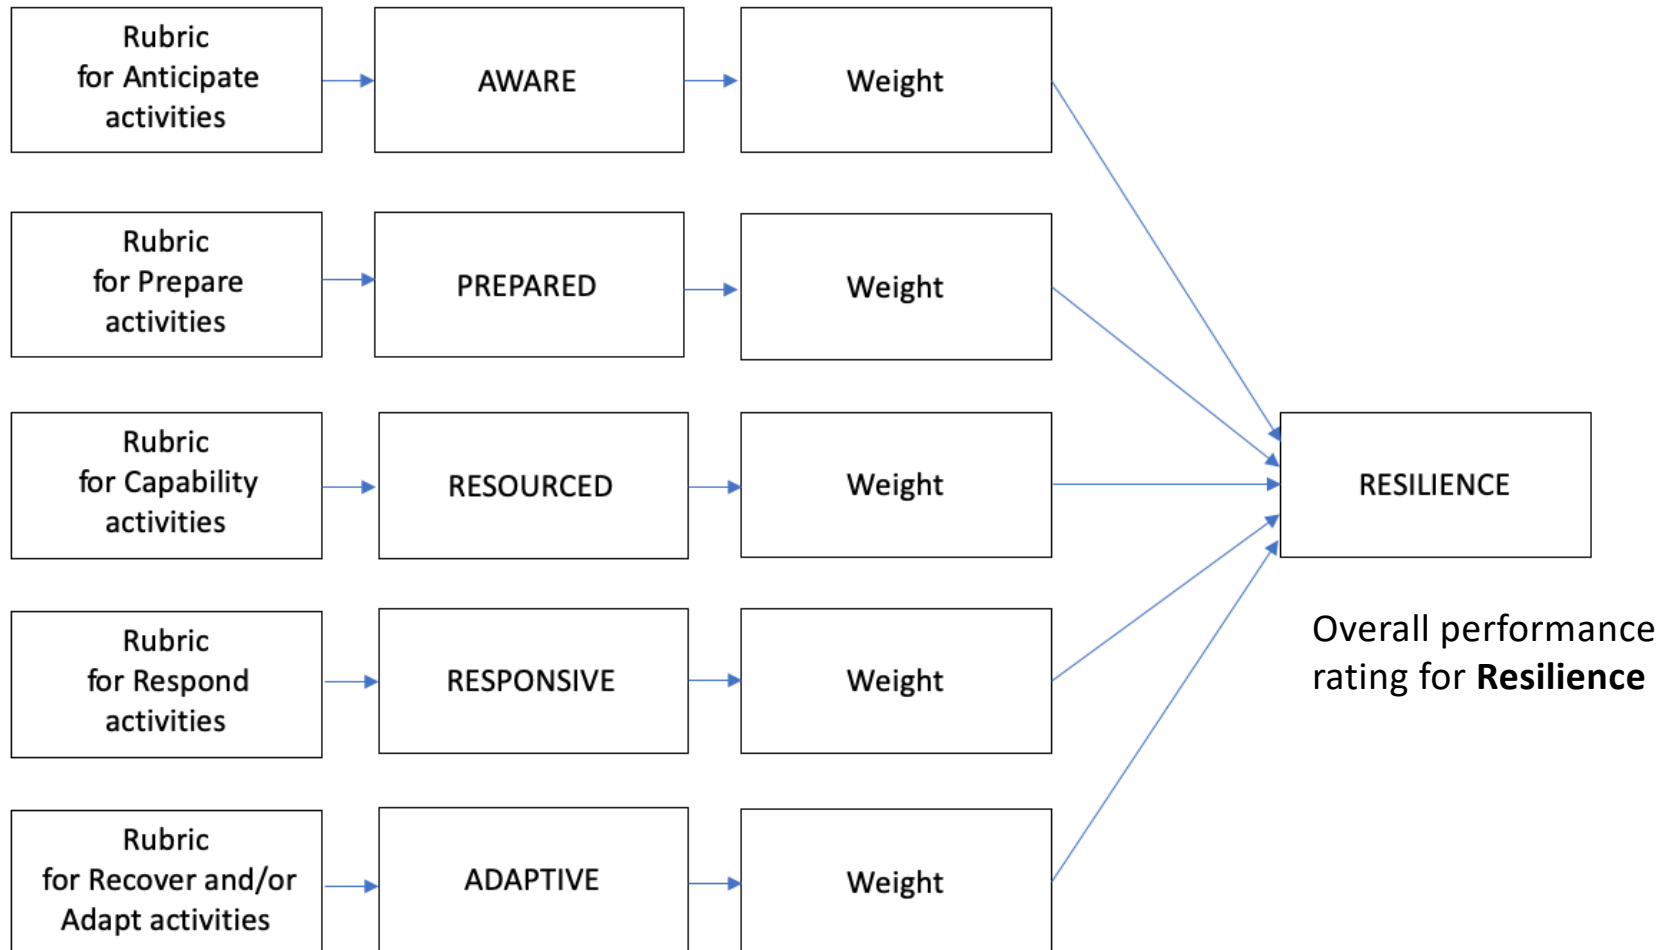 Rubric
for Anticipate
activities
AWARE
Weight
Rubric
for Prepare
activities
PREPARED
Weight
Rubric
for Capability
activities
RESOURCED
Weight
RESILIENCE
Rubric
for Respond
activities
RESPONSIVE
Weight
Overall performance
rating for Resilience
Rubric
for Recover and/or
Adapt activities
ADAPTIVE
Weight